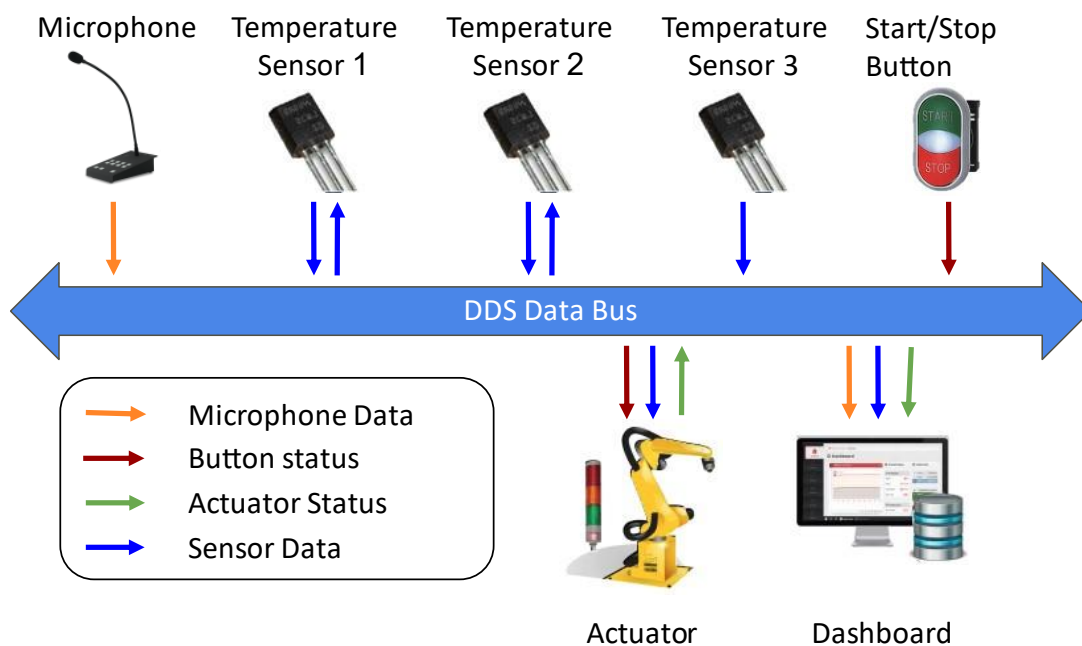 Microphone
Temperature
Sensor 1
Temperature
Sensor 2
Temperature
Sensor 3
Start/Stop
Button
START
STOP
DDS Data Bus
Microphone Data
Button status
Actuator Status
Sensor Data
Actuator
Dashboard